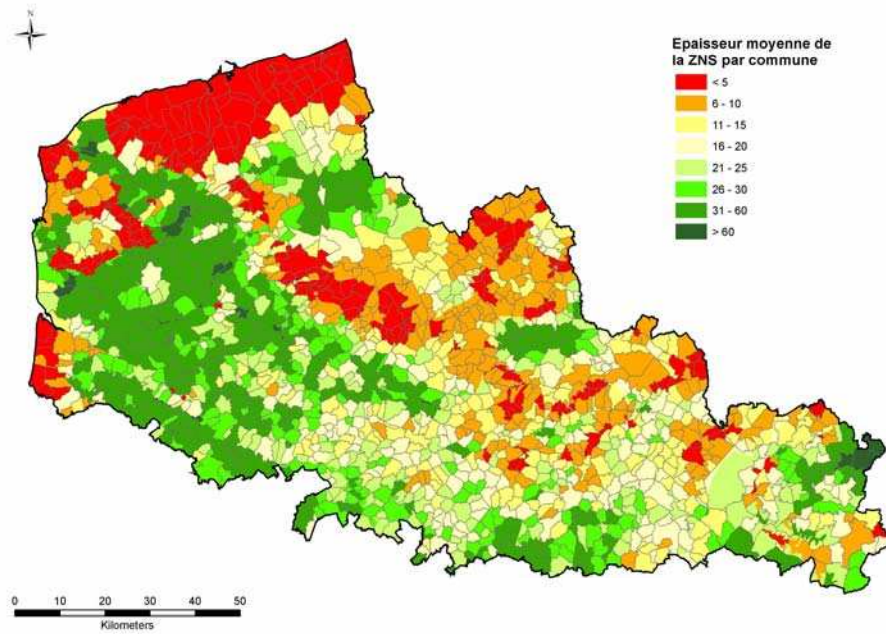 N
Epaisseur moyenne de
la ZNS par commune
< 5
6 - 10
11 - 15
16 - 20
21 - 25
26 - 30
31 - 60
> 60
0 10 20 30 40 50
Kilometers